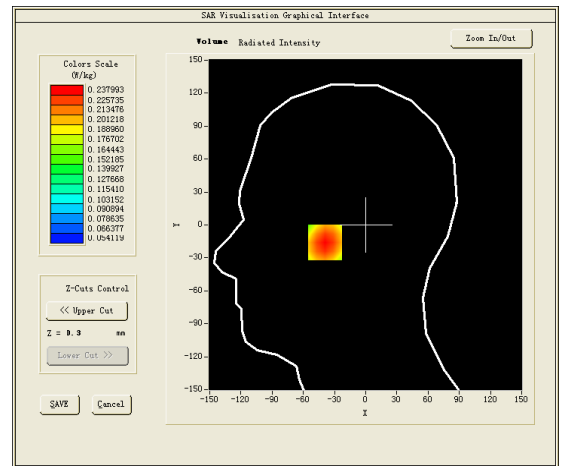 SAR Visualisation Graphical Interface
Volume Radiated Intensity
Zoom In/Out
Colors Scale
(W/kg)
0.237993
0.225735
0.213476
0.201218
0.188960
0.176702
0.164443
0.152185
0.139927
0.127668
0.115410
0.103152
0.090894
0.078635
0.066377
0.054119
Z-Cuts Control
<< Upper Cut
Z = 0.3 mm
Lower Cut >>
SAVE Cancel
150
120
90
60
30
0
-30
-60
-90
-120
-150
Y
-150 -120 -90 -60 -30 0 30 60 90 120 150
X